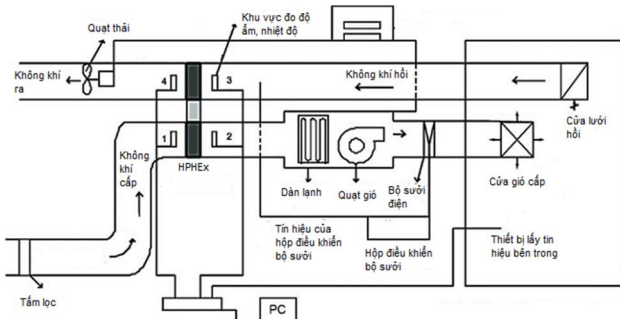 Quạt thải
Khu vực đo độ
ẩm, nhiệt độ
Không khí
ra
4
3
Không khí hồi
Cửa lưới
hồi
1
2
HPHEx
Không
khí
cấp
Dàn lạnh
Quạt gió
Bộ sưởi
điện
Cửa gió cấp
Tín hiệu của
hộp điều khiển
bộ sưởi
Hộp điều khiển
bộ sưởi
Thiết bị lấy tin
hiệu bên trong
Tấm lọc
PC